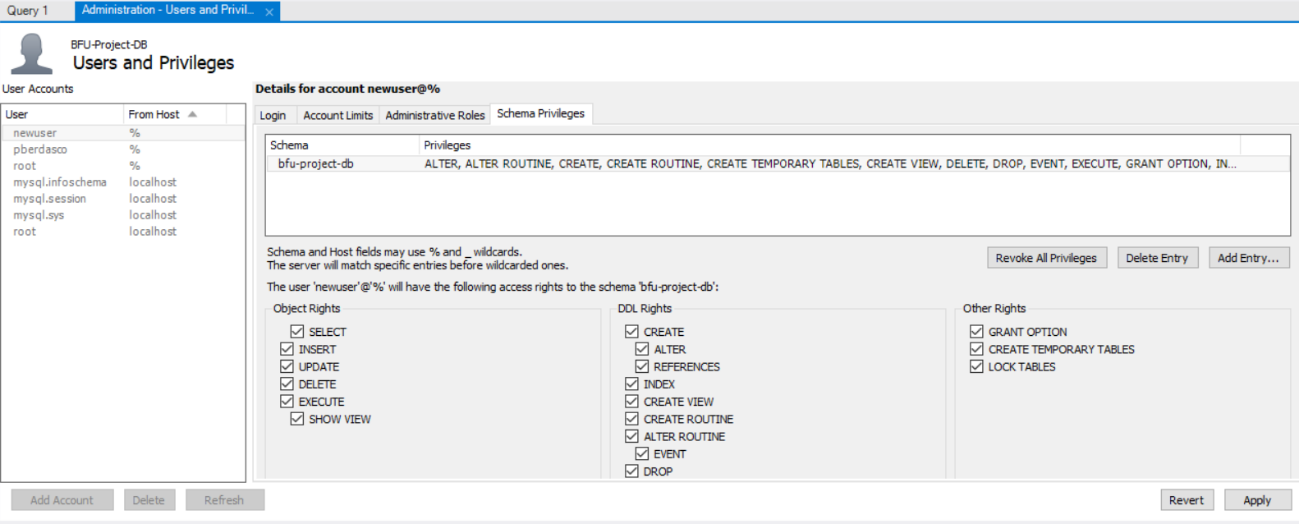 Query 1
Administration - Users and Privil...
BFU-Project-DB
Users and Privileges
User Accounts
User From Host
newuser %
pberdasco %
root %
mysql.infoschema localhost
mysql.session localhost
mysql.sys localhost
root localhost
Add Account Delete Refresh
Details for account newuser@%
Login Account Limits Administrative Roles Schema Privileges
Schema Privileges
bfu-project-db ALTER, ALTER ROUTINE, CREATE, CREATE ROUTINE, CREATE TEMPORARY TABLES, CREATE VIEW, DELETE, DROP, EVENT, EXECUTE, GRANT OPTION, IN...
Schema and Host fields may use % and _ wildcards.
The server will match specific entries before wildcarded ones.
Revoke All Privileges Delete Entry Add Entry...
The user 'newuser'@'%' will have the following access rights to the schema 'bfu-project-db':
Object Rights
SELECT
INSERT
UPDATE
DELETE
EXECUTE
SHOW VIEW
DDL Rights
CREATE
ALTER
REFERENCES
INDEX
CREATE VIEW
CREATE ROUTINE
ALTER ROUTINE
EVENT
DROP
Other Rights
GRANT OPTION
CREATE TEMPORARY TABLES
LOCK TABLES
Revert Apply